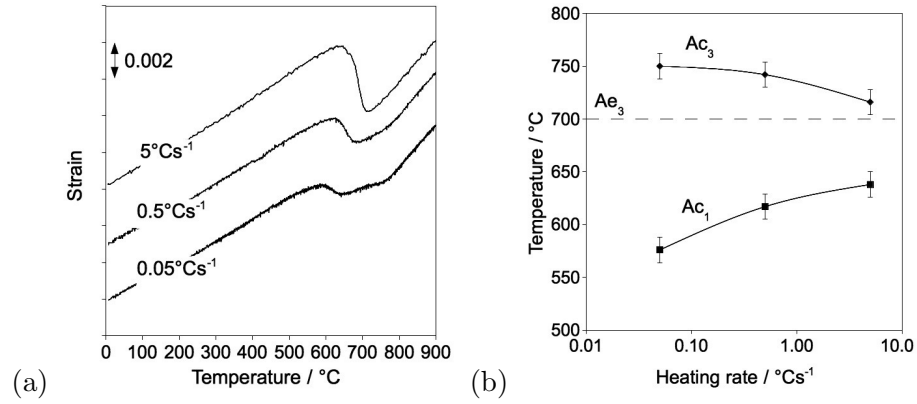 0.002
5°Cs⁻¹
0.5°Cs⁻¹
0.05°Cs⁻¹
Strain
0 100 200 300 400 500 600 700 800 900
Temperature / °C
(a)
800
750
700
650
600
550
500
Ac₃
Ae₃
Ac₁
Temperature / °C
0.01 0.10 1.00 10.0
Heating rate / °Cs⁻¹
(b)